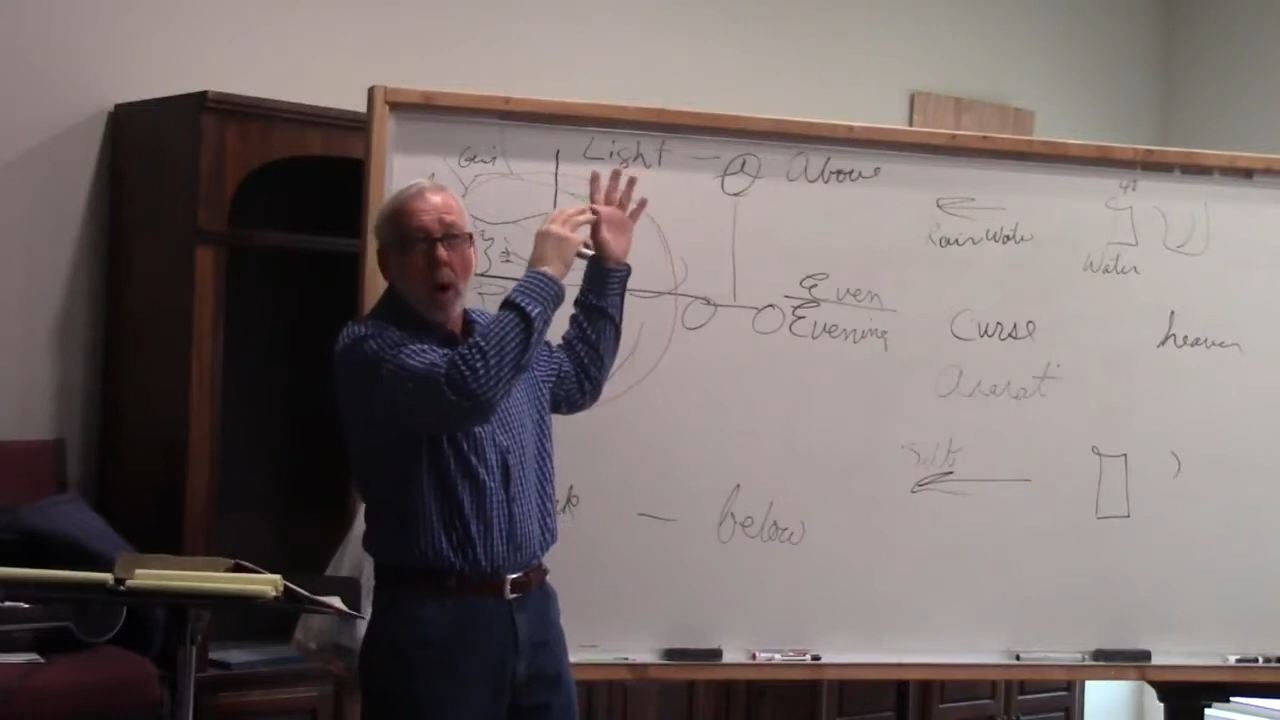 Light — Above
Rain Water
Water
Even
Evening
Curse
heaven
Ararat
— below